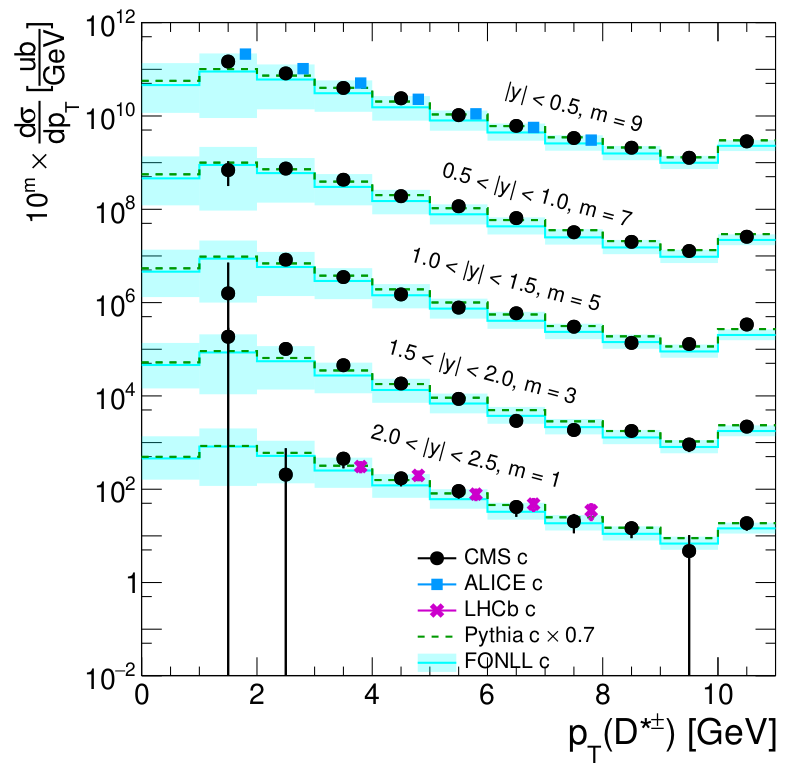 10^m × dσ/dp_T [ub/GeV]
10^12
10^10
10^8
10^6
10^4
10^2
1
10^−2
|y| < 0.5, m = 9
0.5 < |y| < 1.0, m = 7
1.0 < |y| < 1.5, m = 5
1.5 < |y| < 2.0, m = 3
2.0 < |y| < 2.5, m = 1
CMS c
ALICE c
LHCb c
Pythia c × 0.7
FONLL c
0 2 4 6 8 10
p_T(D*±) [GeV]